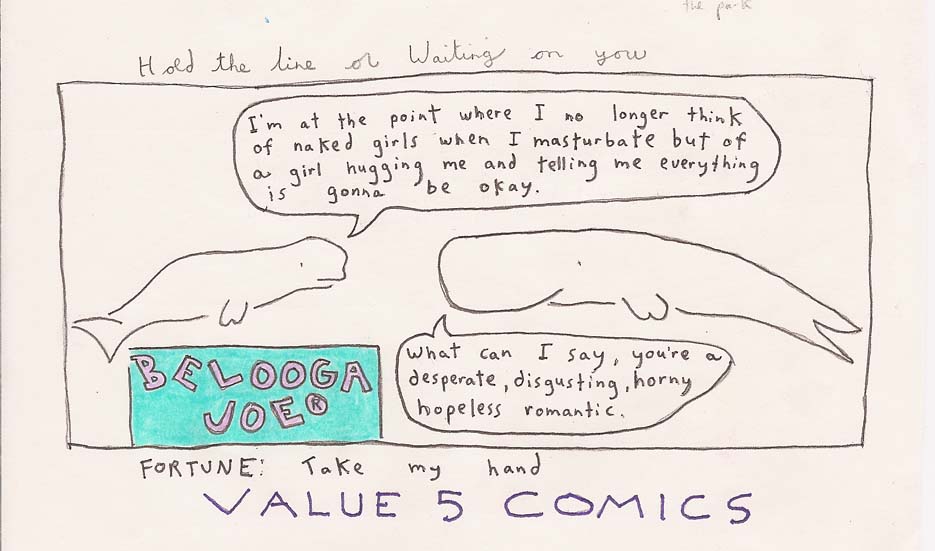 the park
Hold the line or Waiting on you
I'm at the point where I no longer think
of naked girls when I masturbate but of
a girl hugging me and telling me everything
is gonna be okay.
What can I say, you're a
desperate, disgusting, horny
hopeless romantic.
BELOOGA
JOE®
FORTUNE: Take my hand
VALUE 5 COMICS